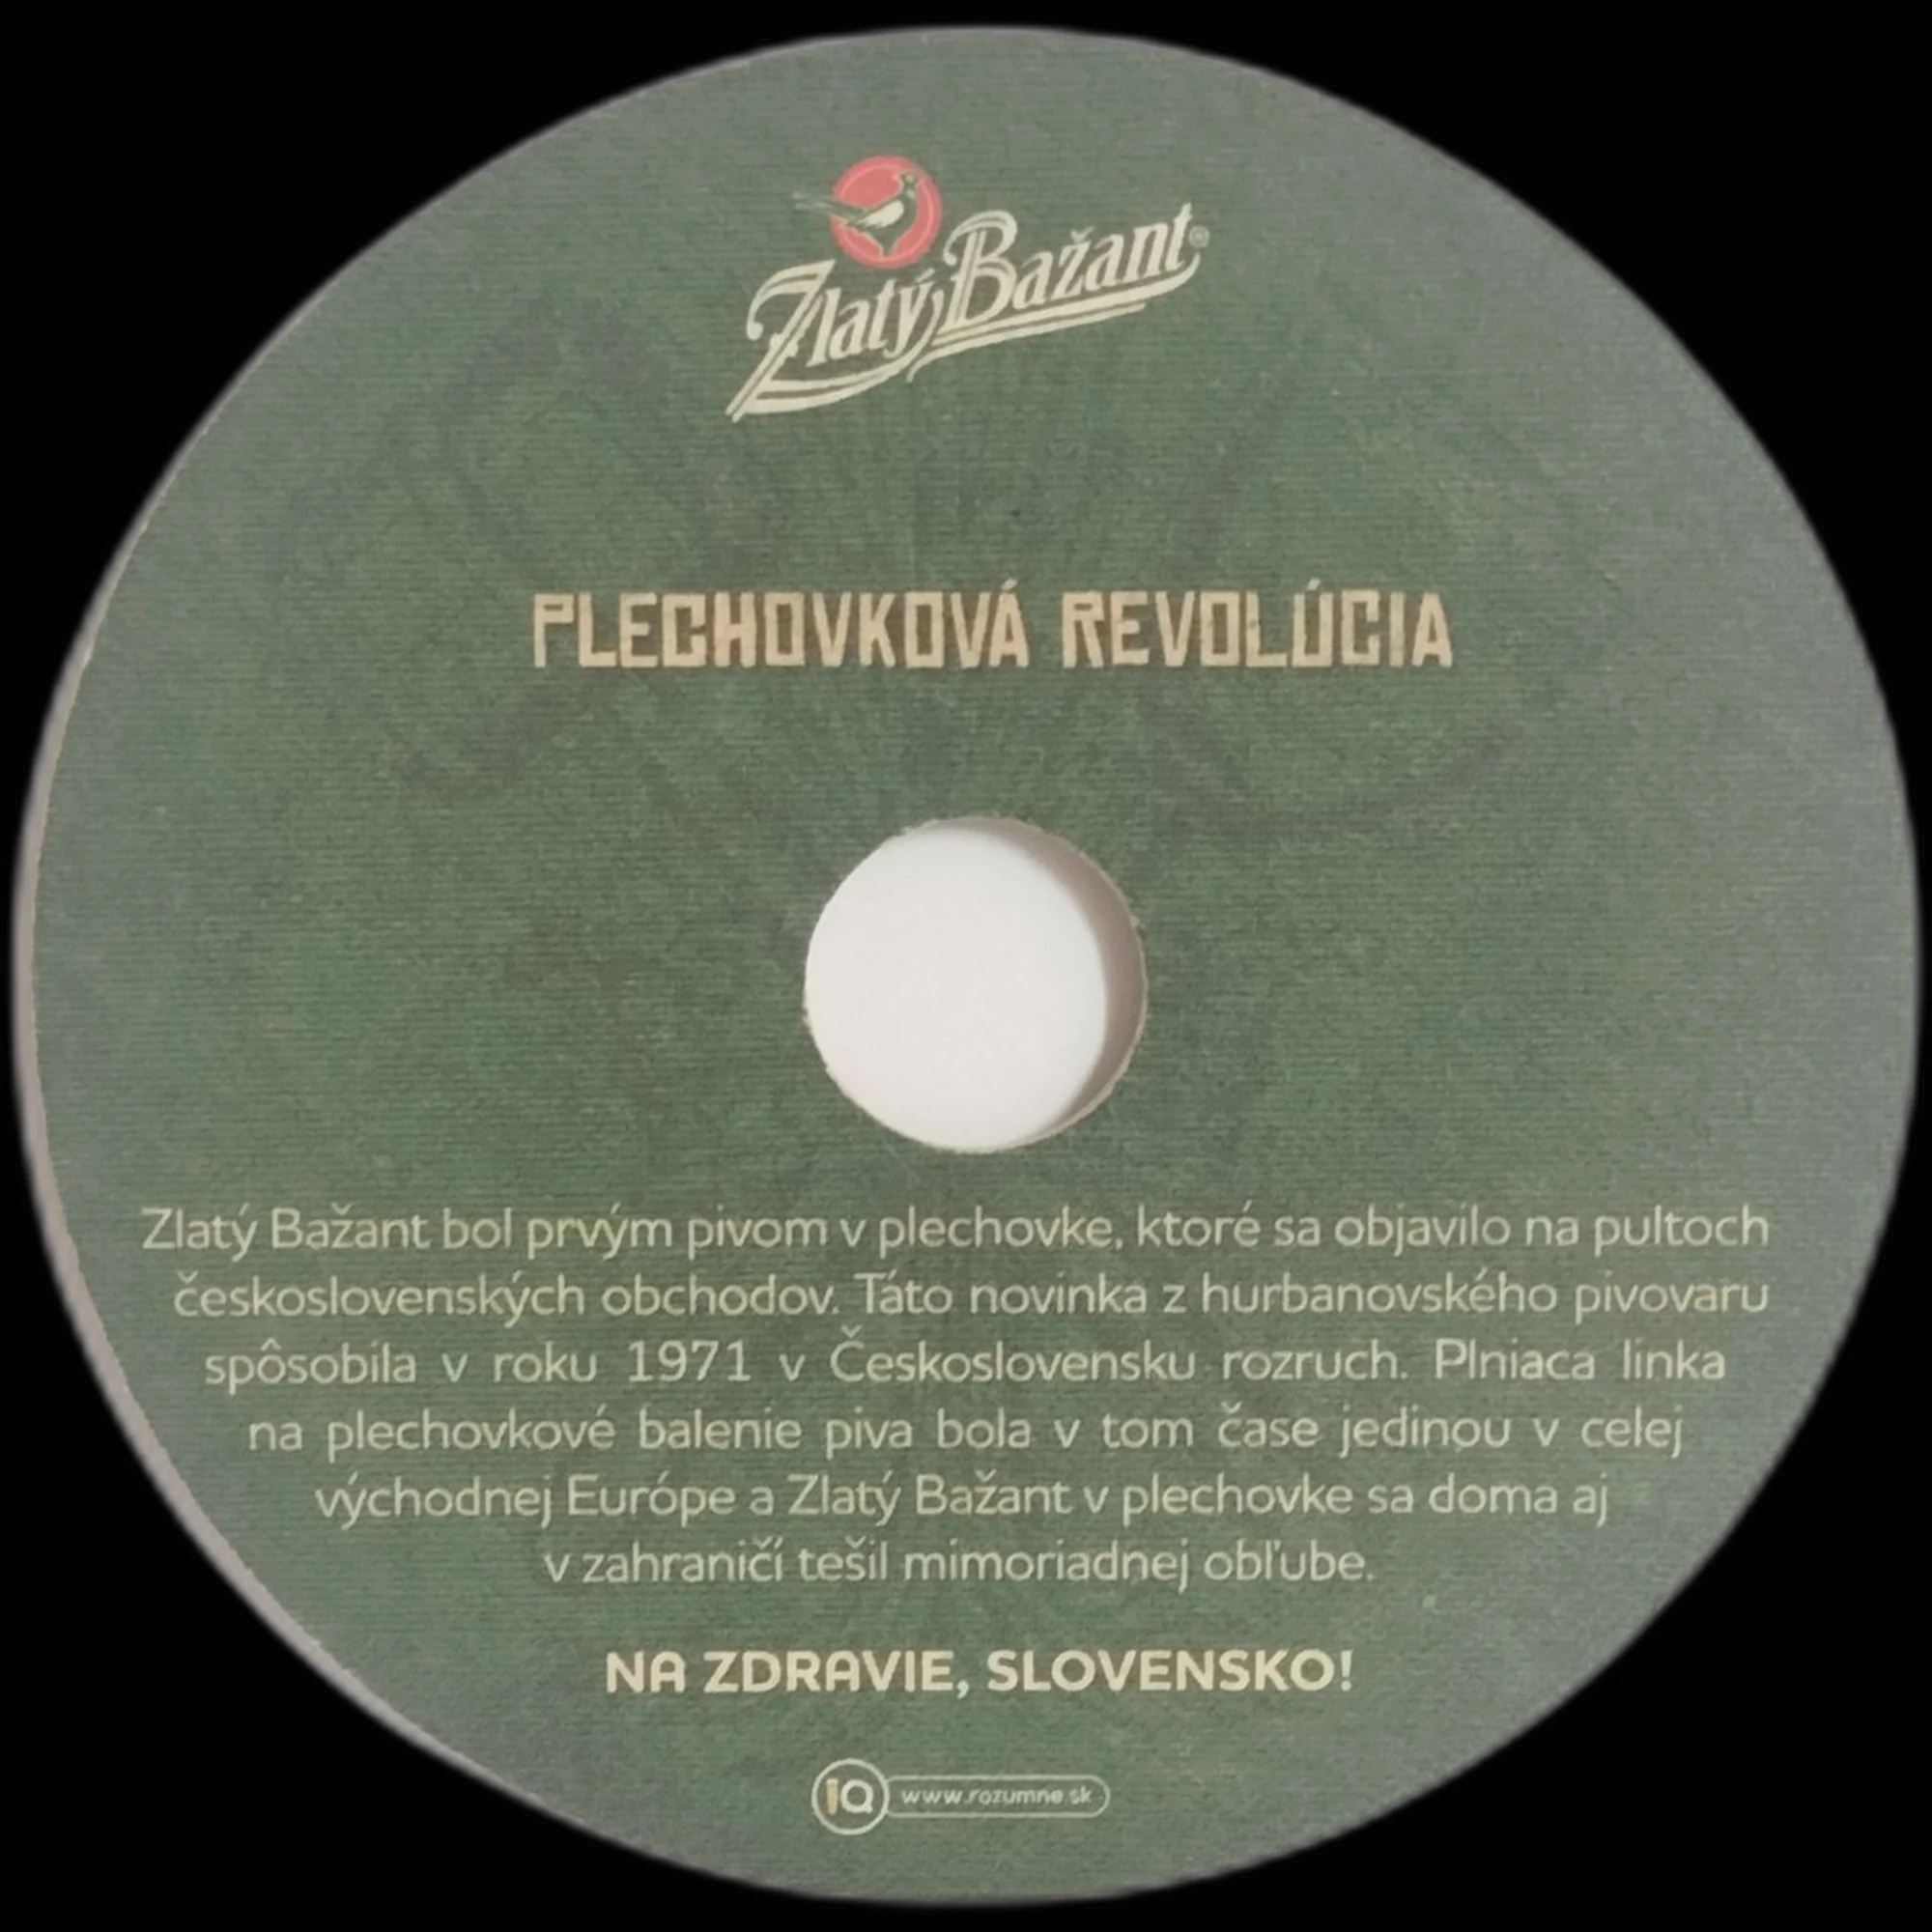 Zlatý Bažant®
PLECHOVKOVÁ REVOLÚCIA
Zlatý Bažant bol prvým pivom v plechovke, ktoré sa objavilo na pultoch
československých obchodov. Táto novinka z hurbanovského pivovaru
spôsobila v roku 1971 v Československu rozruch. Plniaca linka
na plechovkové balenie piva bola v tom čase jedinou v celej
východnej Európe a Zlatý Bažant v plechovke sa doma aj
v zahraničí tešil mimoriadnej obľube.
NA ZDRAVIE, SLOVENSKO!
iQ www.rozumne.sk